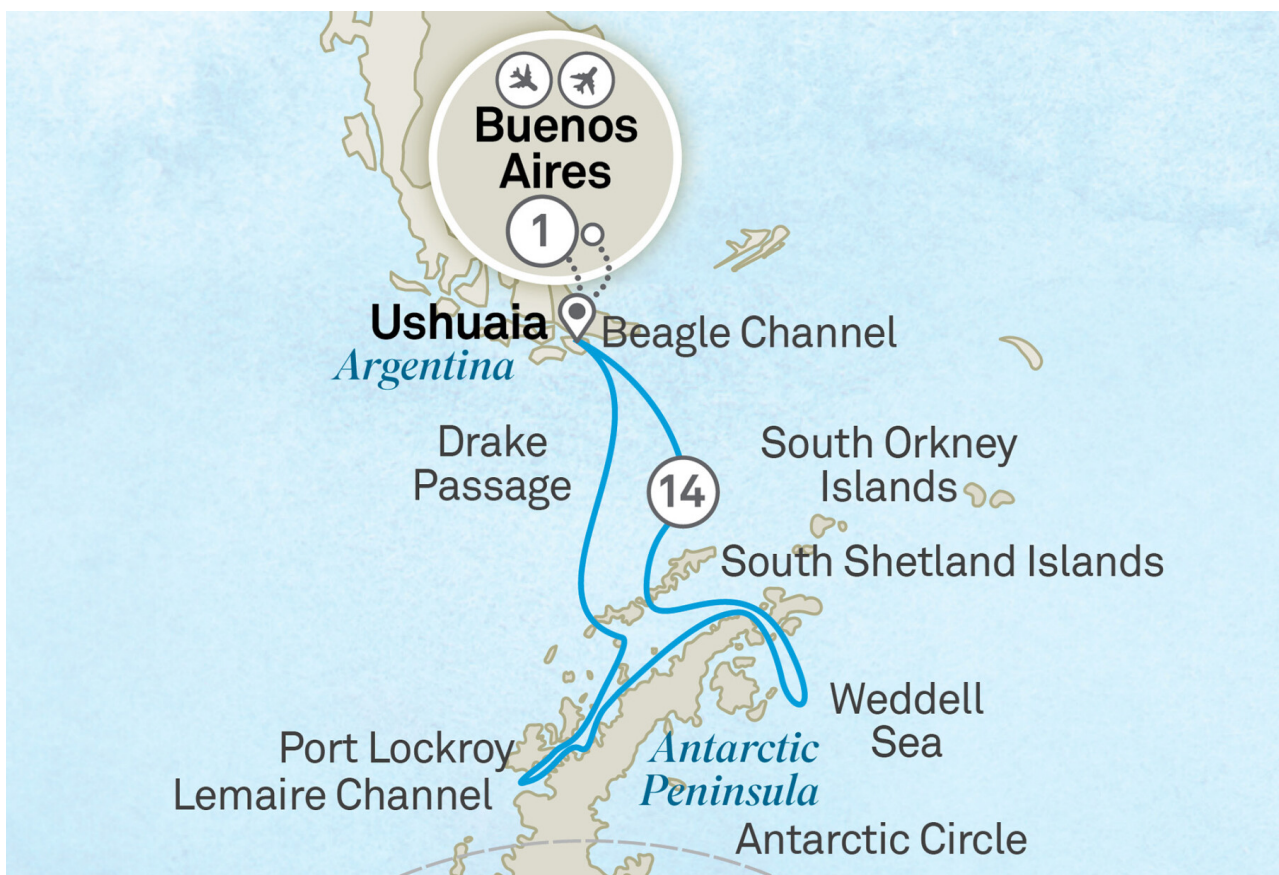 Buenos
Aires
1
Ushuaia
Argentina
Beagle Channel
Drake
Passage
14
South Orkney
Islands
South Shetland Islands
Weddell
Sea
Port Lockroy
Lemaire Channel
Antarctic
Peninsula
Antarctic Circle